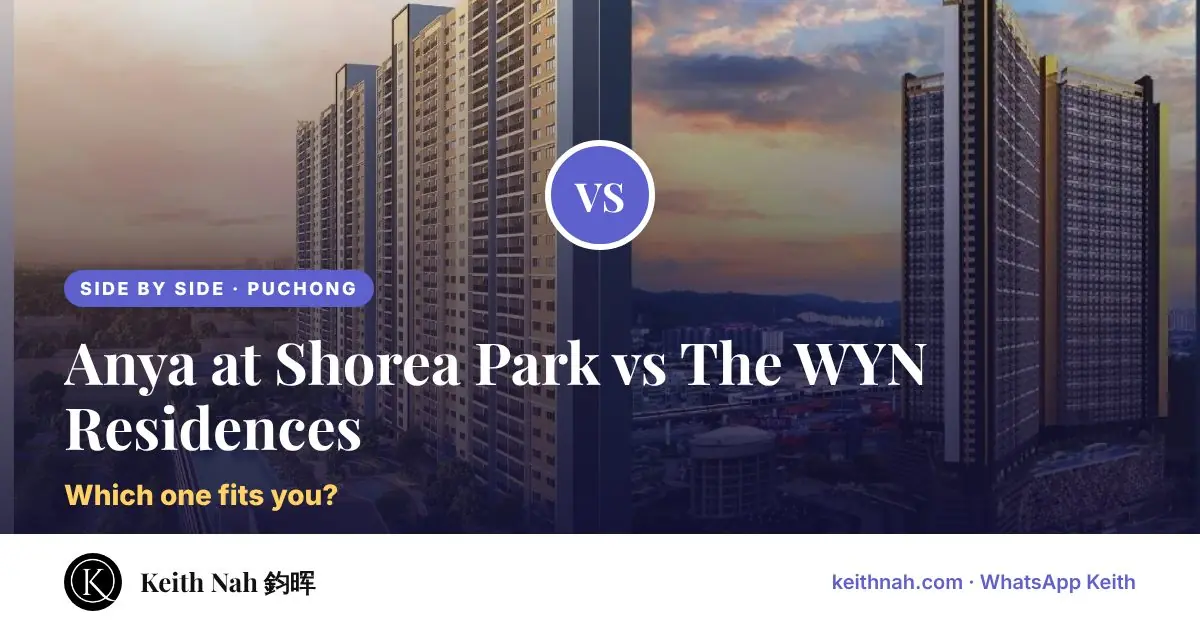 VS
SIDE BY SIDE · PUCHONG
Anya at Shorea Park vs The WYN
Residences
Which one fits you?
K
Keith Nah 鈞晖
keithnah.com · WhatsApp Keith